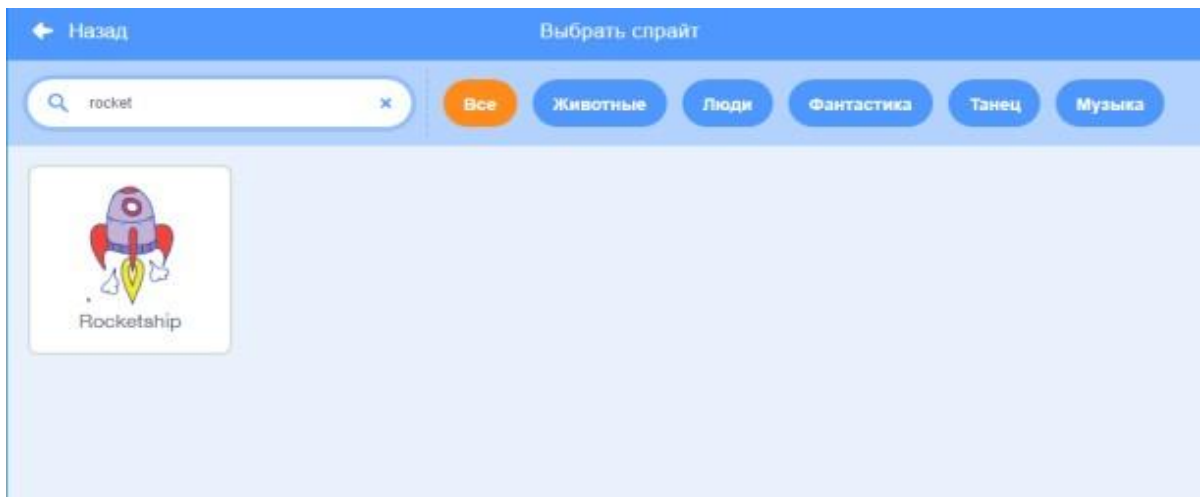 Назад
Выбрать спрайт
rocket
Все Животные Люди Фантастика Танец Музыка
Rocketship